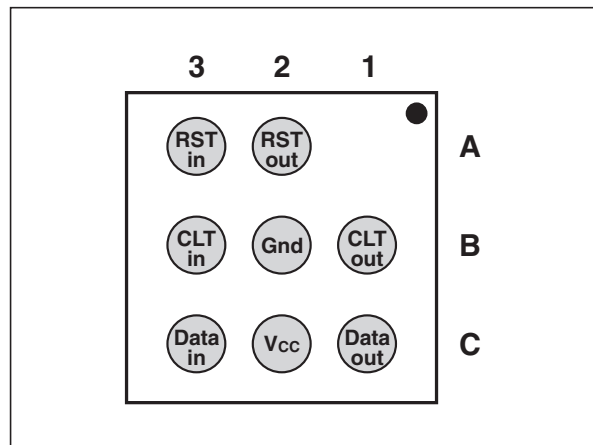 3 2 1
RST in RST out A
CLT in Gnd CLT out B
Data in Vcc Data out C